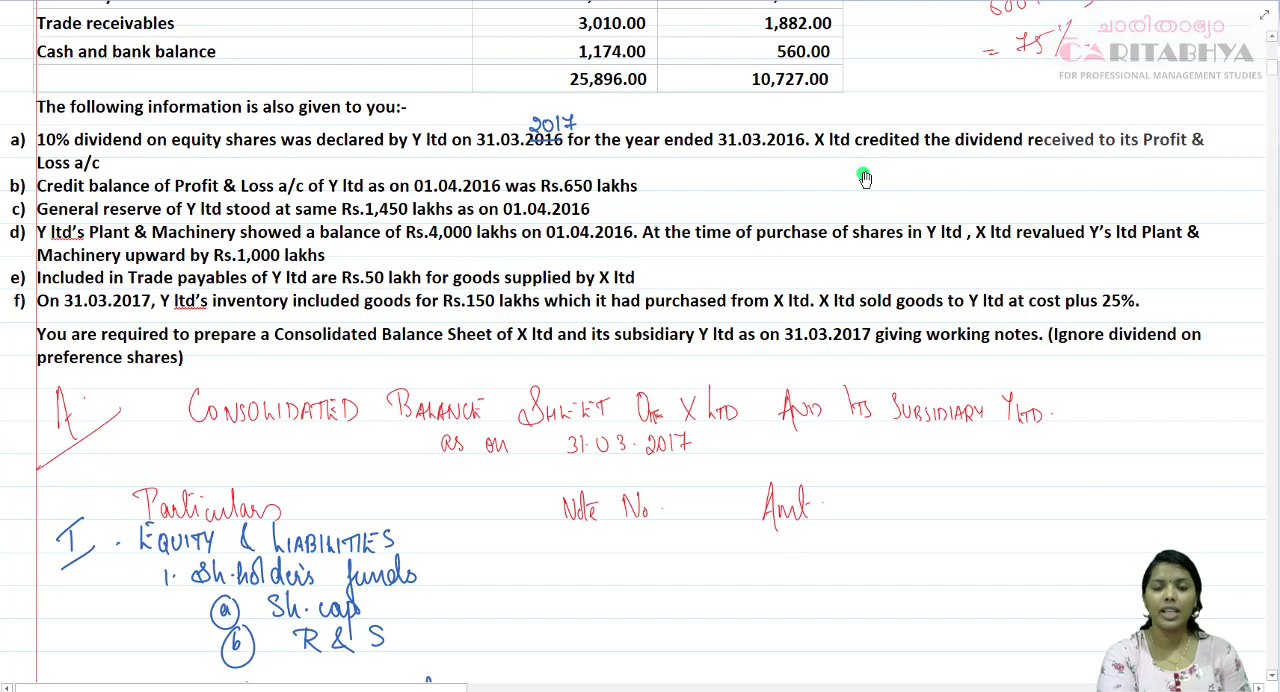 Trade receivables 3,010.00 1,882.00
Cash and bank balance 1,174.00 560.00
25,896.00 10,727.00
= 75%
ചാരിതാഭ്യാ
CARITABHYA
FOR PROFESSIONAL MANAGEMENT STUDIES
The following information is also given to you:-
2017
a) 10% dividend on equity shares was declared by Y ltd on 31.03.2016 for the year ended 31.03.2016. X ltd credited the dividend received to its Profit &
Loss a/c
b) Credit balance of Profit & Loss a/c of Y ltd as on 01.04.2016 was Rs.650 lakhs
c) General reserve of Y ltd stood at same Rs.1,450 lakhs as on 01.04.2016
d) Y ltd's Plant & Machinery showed a balance of Rs.4,000 lakhs on 01.04.2016. At the time of purchase of shares in Y ltd , X ltd revalued Y's ltd Plant &
Machinery upward by Rs.1,000 lakhs
e) Included in Trade payables of Y ltd are Rs.50 lakh for goods supplied by X ltd
f) On 31.03.2017, Y ltd's inventory included goods for Rs.150 lakhs which it had purchased from X ltd. X ltd sold goods to Y ltd at cost plus 25%.
You are required to prepare a Consolidated Balance Sheet of X ltd and its subsidiary Y ltd as on 31.03.2017 giving working notes. (Ignore dividend on
preference shares)
A: CONSOLIDATED BALANCE SHEET OF X LTD AND ITS SUBSIDIARY Y LTD.
as on 31.03.2017
Particulars Note No. Amt.
I. EQUITY & LIABILITIES
1. Sh.holder's funds
(a) Sh.cap
(b) R & S